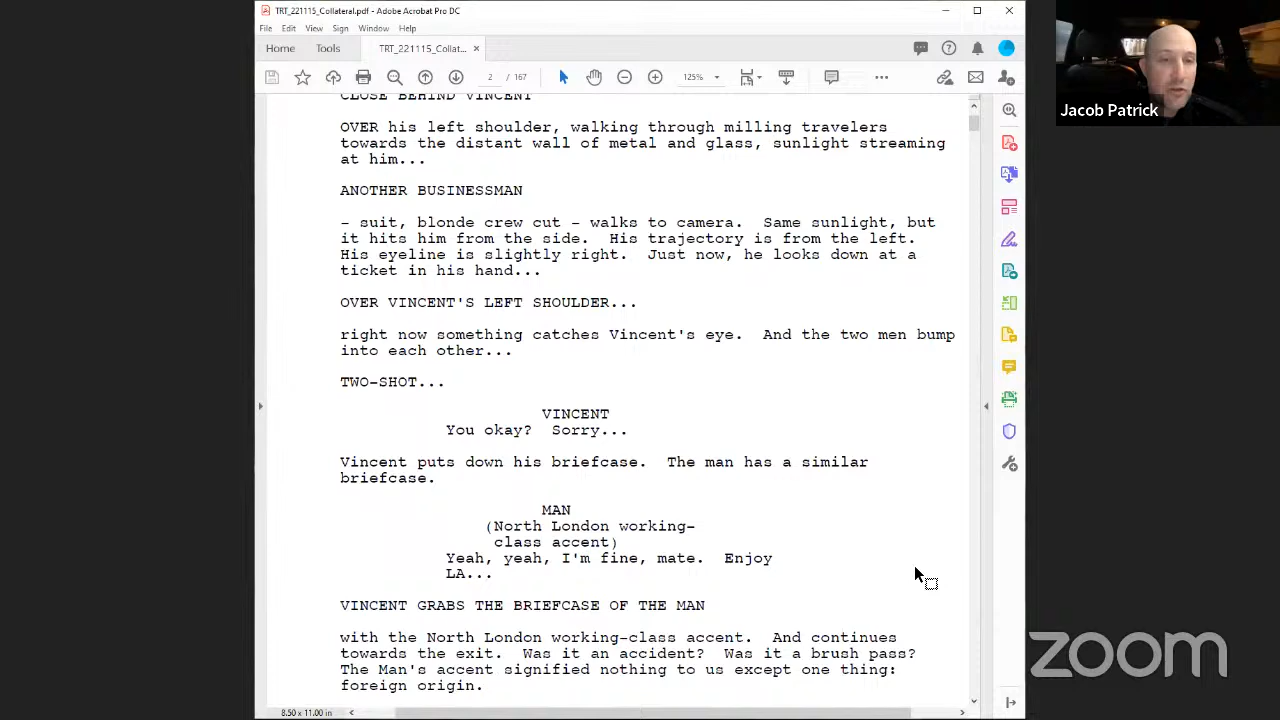 TRT_221115_Collateral.pdf - Adobe Acrobat Pro DC
File Edit View Sign Window Help
Home Tools TRT_221115_Collat... ×
2 / 167 125%
CLOSE BEHIND VINCENT
OVER his left shoulder, walking through milling travelers
towards the distant wall of metal and glass, sunlight streaming
at him...
ANOTHER BUSINESSMAN
- suit, blonde crew cut - walks to camera. Same sunlight, but
it hits him from the side. His trajectory is from the left.
His eyeline is slightly right. Just now, he looks down at a
ticket in his hand...
OVER VINCENT'S LEFT SHOULDER...
right now something catches Vincent's eye. And the two men bump
into each other...
TWO-SHOT...
VINCENT
You okay? Sorry...
Vincent puts down his briefcase. The man has a similar
briefcase.
MAN
(North London working-
class accent)
Yeah, yeah, I'm fine, mate. Enjoy
LA...
VINCENT GRABS THE BRIEFCASE OF THE MAN
with the North London working-class accent. And continues
towards the exit. Was it an accident? Was it a brush pass?
The Man's accent signified nothing to us except one thing:
foreign origin.
8.50 x 11.00 in
Jacob Patrick
zoom